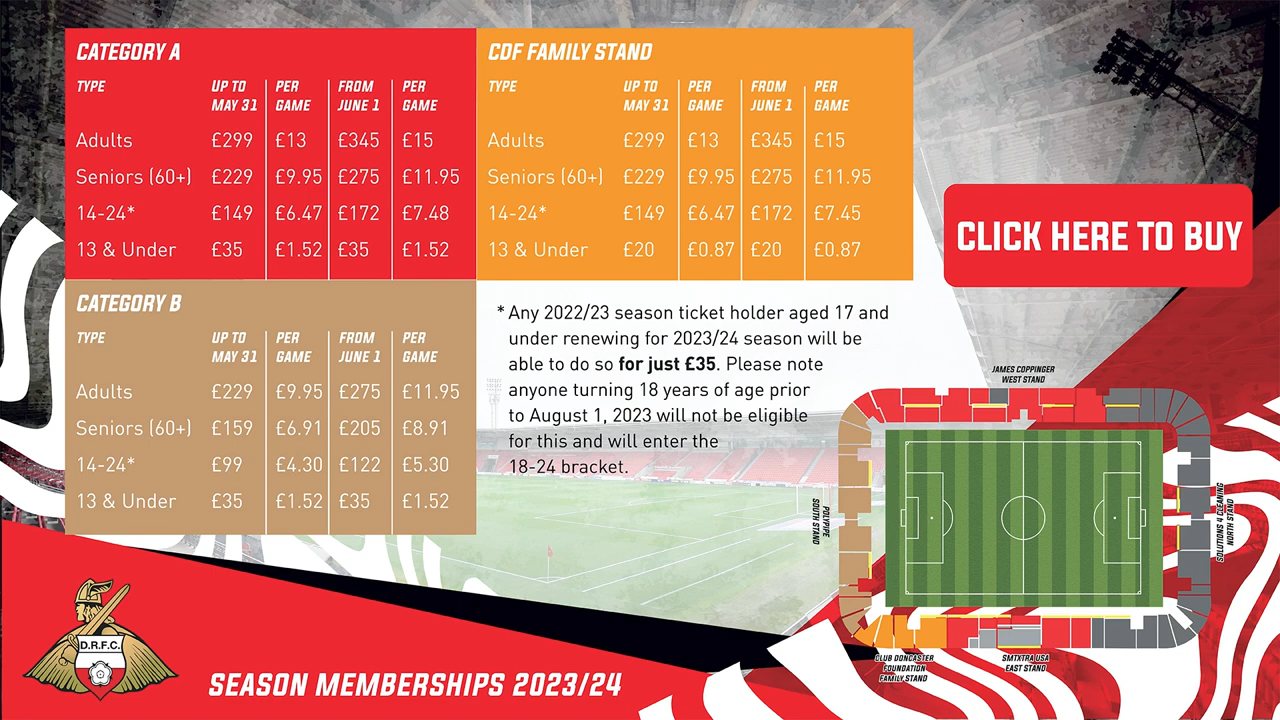 CATEGORY A
TYPE UP TO MAY 31 PER GAME FROM JUNE 1 PER GAME
Adults £299 £13 £345 £15
Seniors (60+) £229 £9.95 £275 £11.95
14-24* £149 £6.47 £172 £7.48
13 & Under £35 £1.52 £35 £1.52
CDF FAMILY STAND
TYPE UP TO MAY 31 PER GAME FROM JUNE 1 PER GAME
Adults £299 £13 £345 £15
Seniors (60+) £229 £9.95 £275 £11.95
14-24* £149 £6.47 £172 £7.45
13 & Under £20 £0.87 £20 £0.87
CLICK HERE TO BUY
CATEGORY B
TYPE UP TO MAY 31 PER GAME FROM JUNE 1 PER GAME
Adults £229 £9.95 £275 £11.95
Seniors (60+) £159 £6.91 £205 £8.91
14-24* £99 £4.30 £122 £5.30
13 & Under £35 £1.52 £35 £1.52
* Any 2022/23 season ticket holder aged 17 and
under renewing for 2023/24 season will be
able to do so for just £35. Please note
anyone turning 18 years of age prior
to August 1, 2023 will not be eligible
for this and will enter the
18-24 bracket.
JAMES COPPINGER
WEST STAND
POLYPIPE
SOUTH STAND
SOLUTIONS 4 CLEANING
NORTH STAND
CLUB DONCASTER
FOUNDATION
FAMILY STAND
SMTXTRA USA
EAST STAND
D.R.F.C.
SEASON MEMBERSHIPS 2023/24